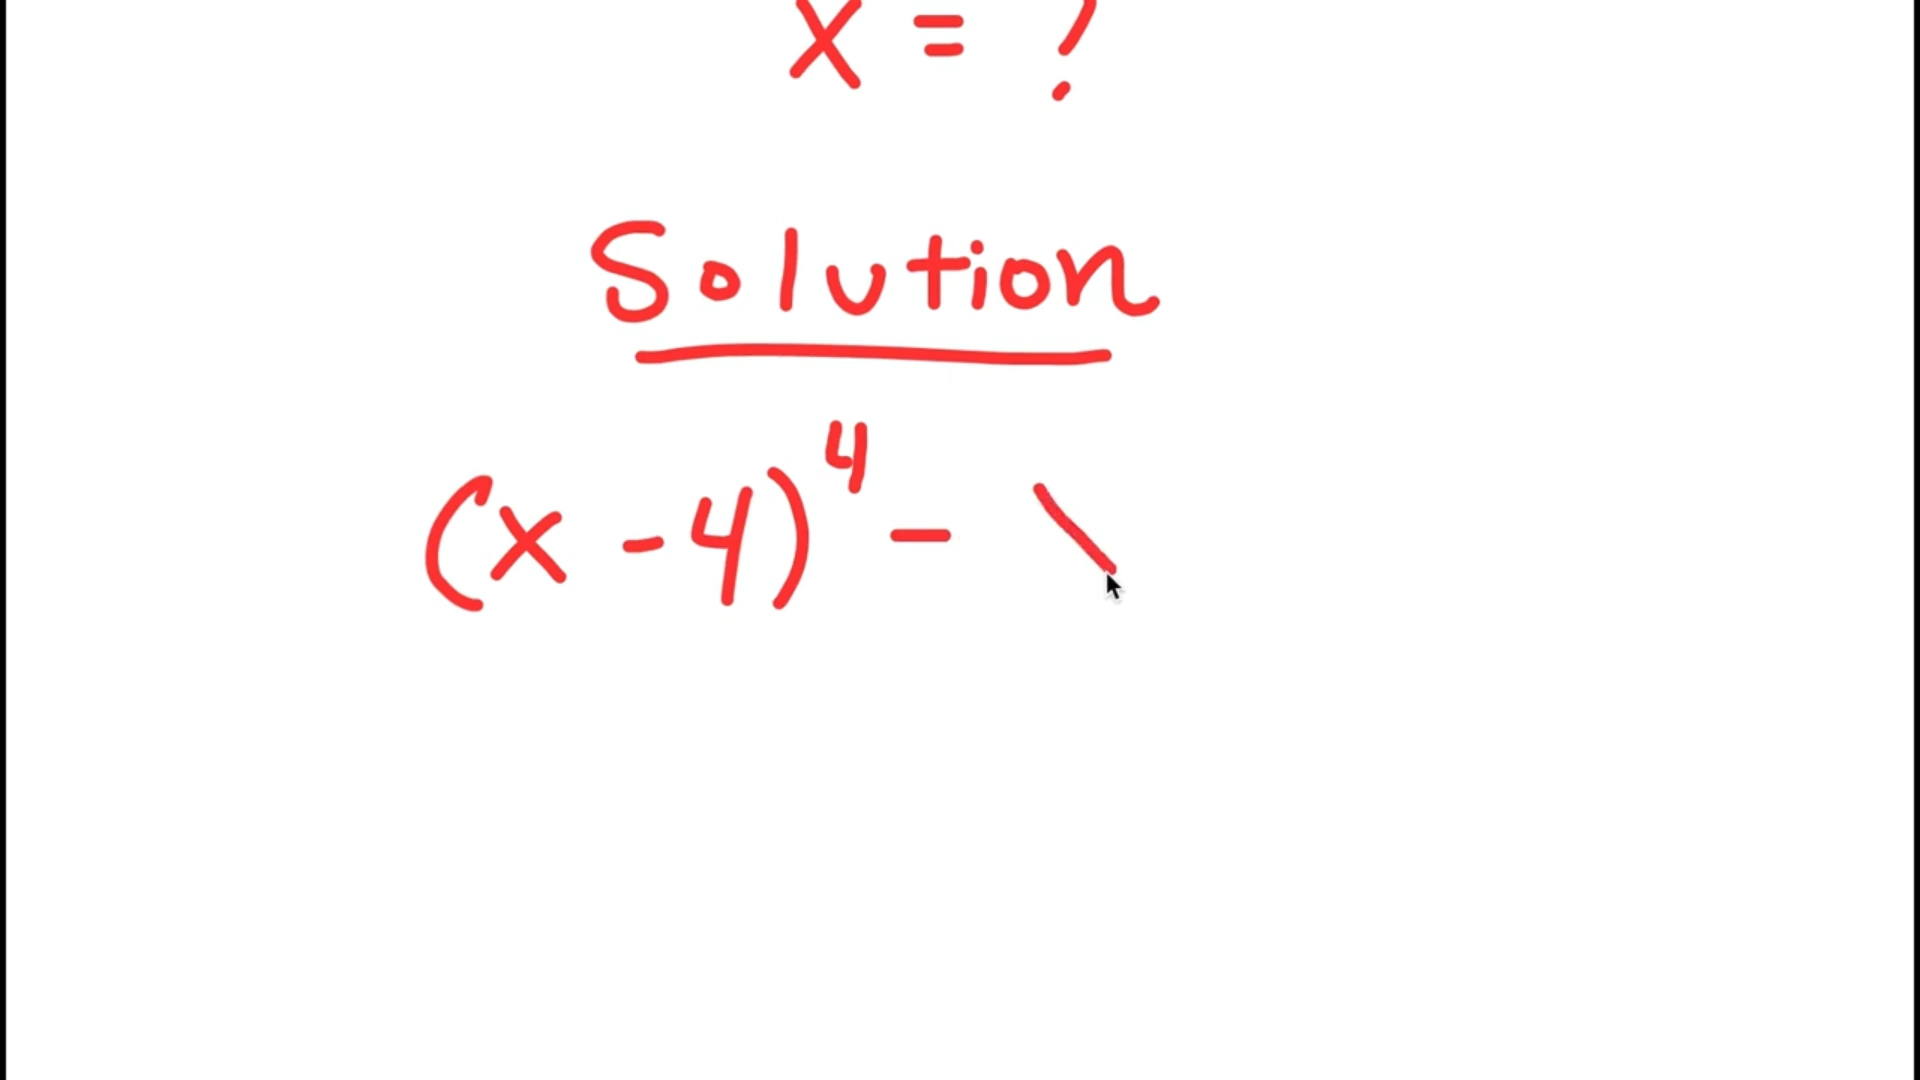 x = ?
Solution
(x - 4)⁴ - \